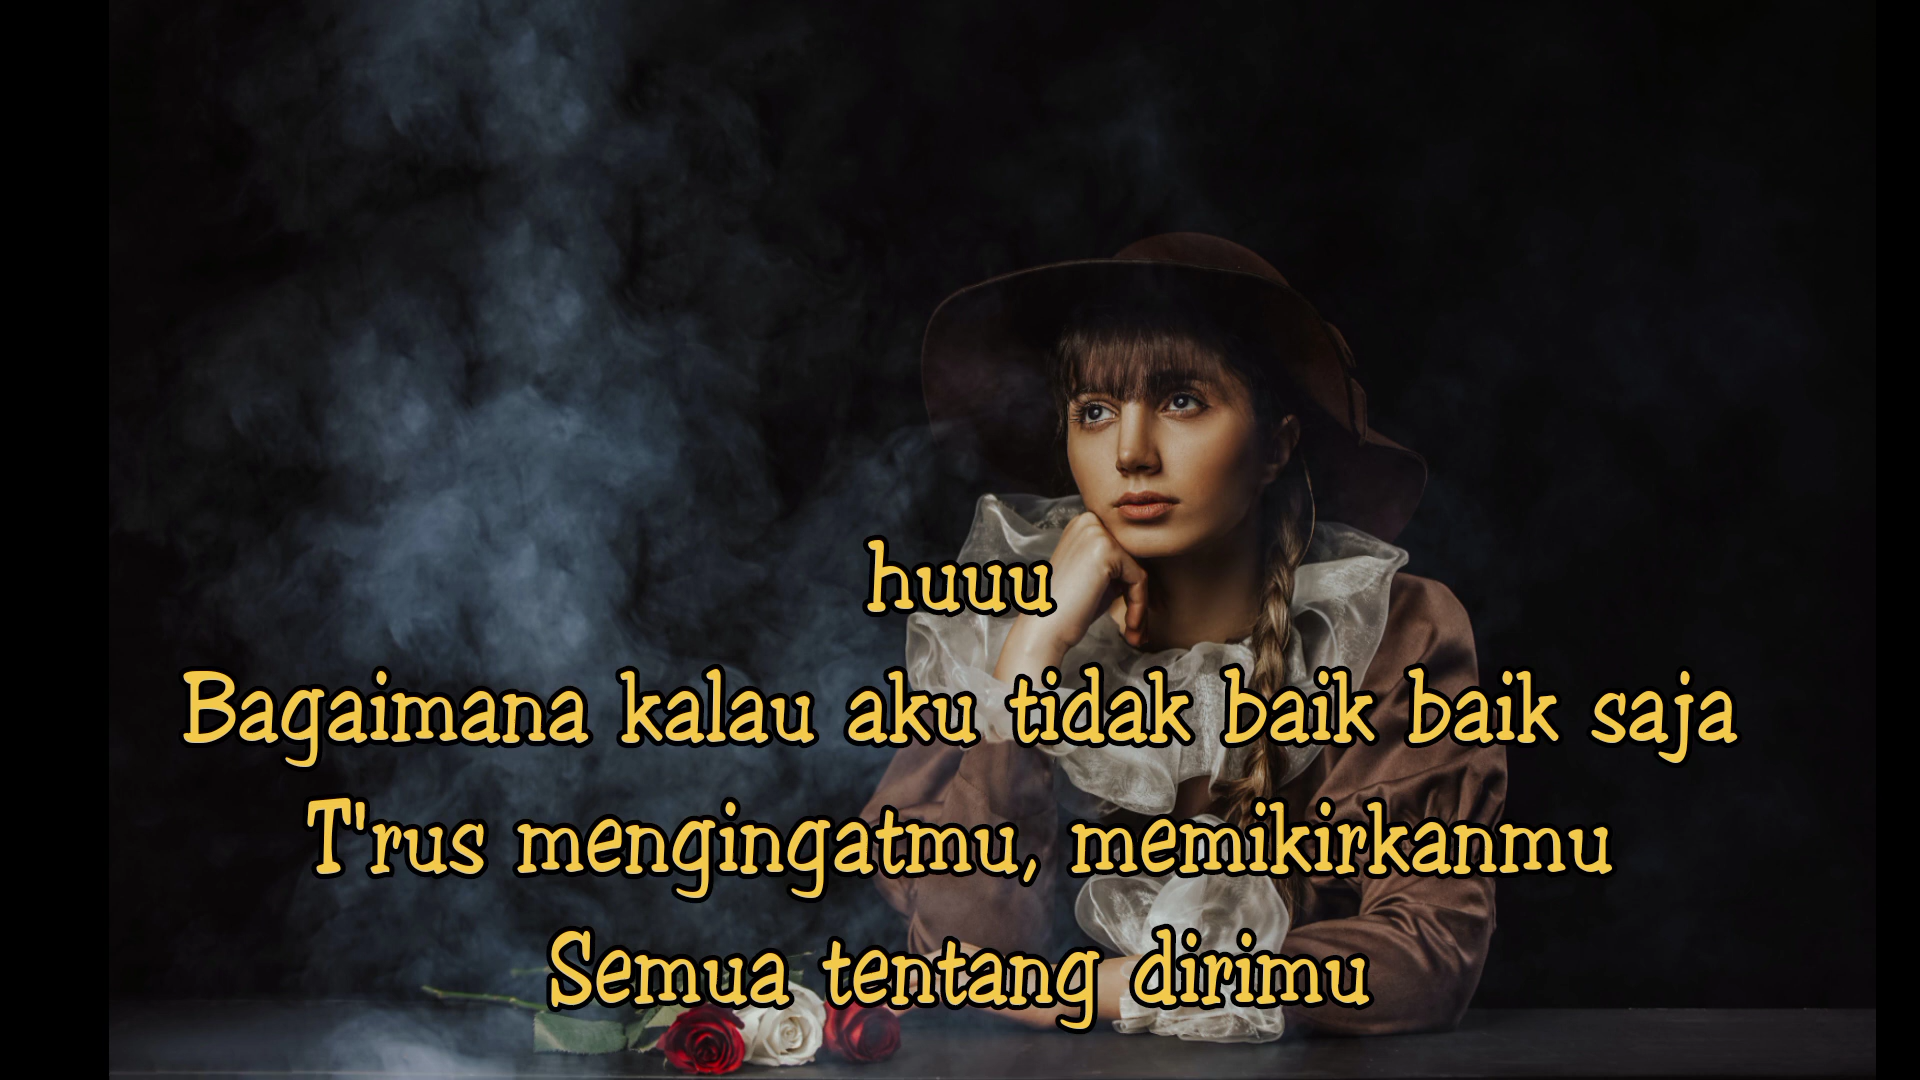 huuu
Bagaimana kalau aku tidak baik baik saja
T'rus mengingatmu, memikirkanmu
Semua tentang dirimu